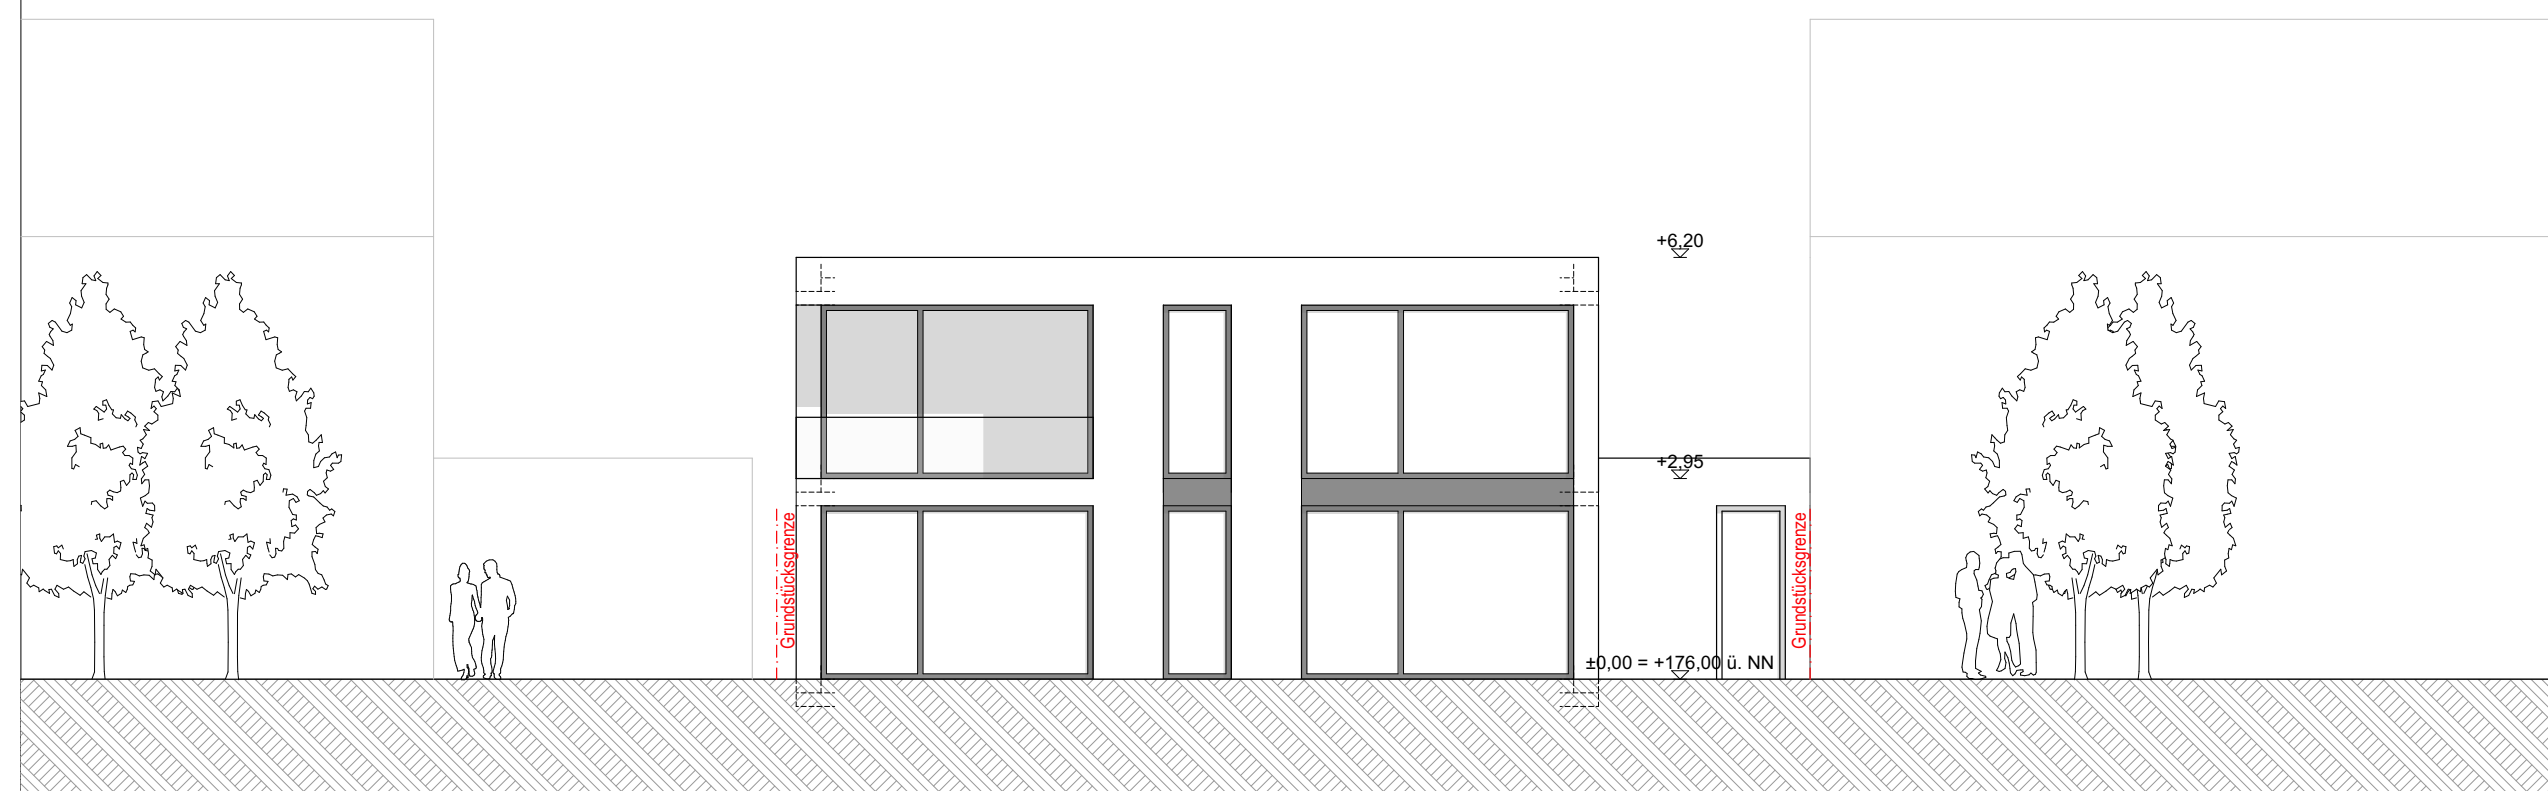 +6,20
+2,95
Grundstücksgrenze
Grundstücksgrenze
±0,00 = +176,00 ü. NN